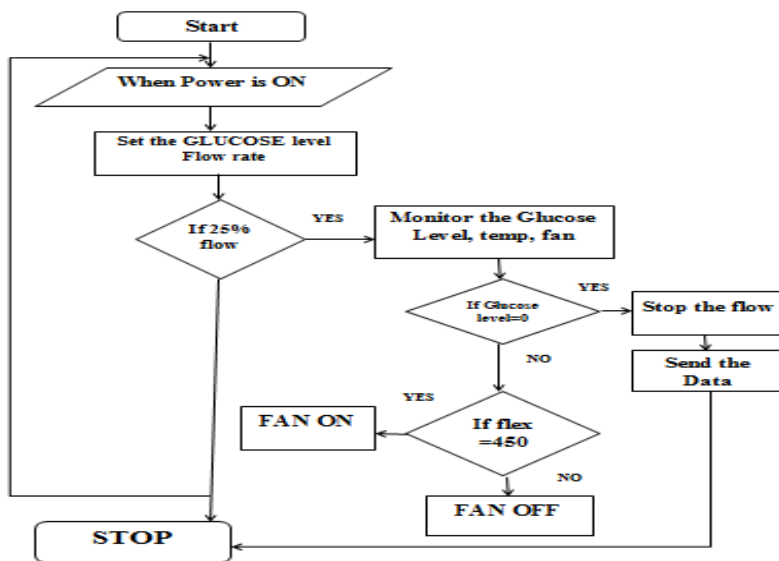 Start
When Power is ON
Set the GLUCOSE level
Flow rate
If 25%
flow
YES
Monitor the Glucose
Level, temp, fan
If Glucose
level=0
YES
Stop the flow
Send the
Data
NO
YES
If flex
=450
FAN ON
NO
FAN OFF
STOP